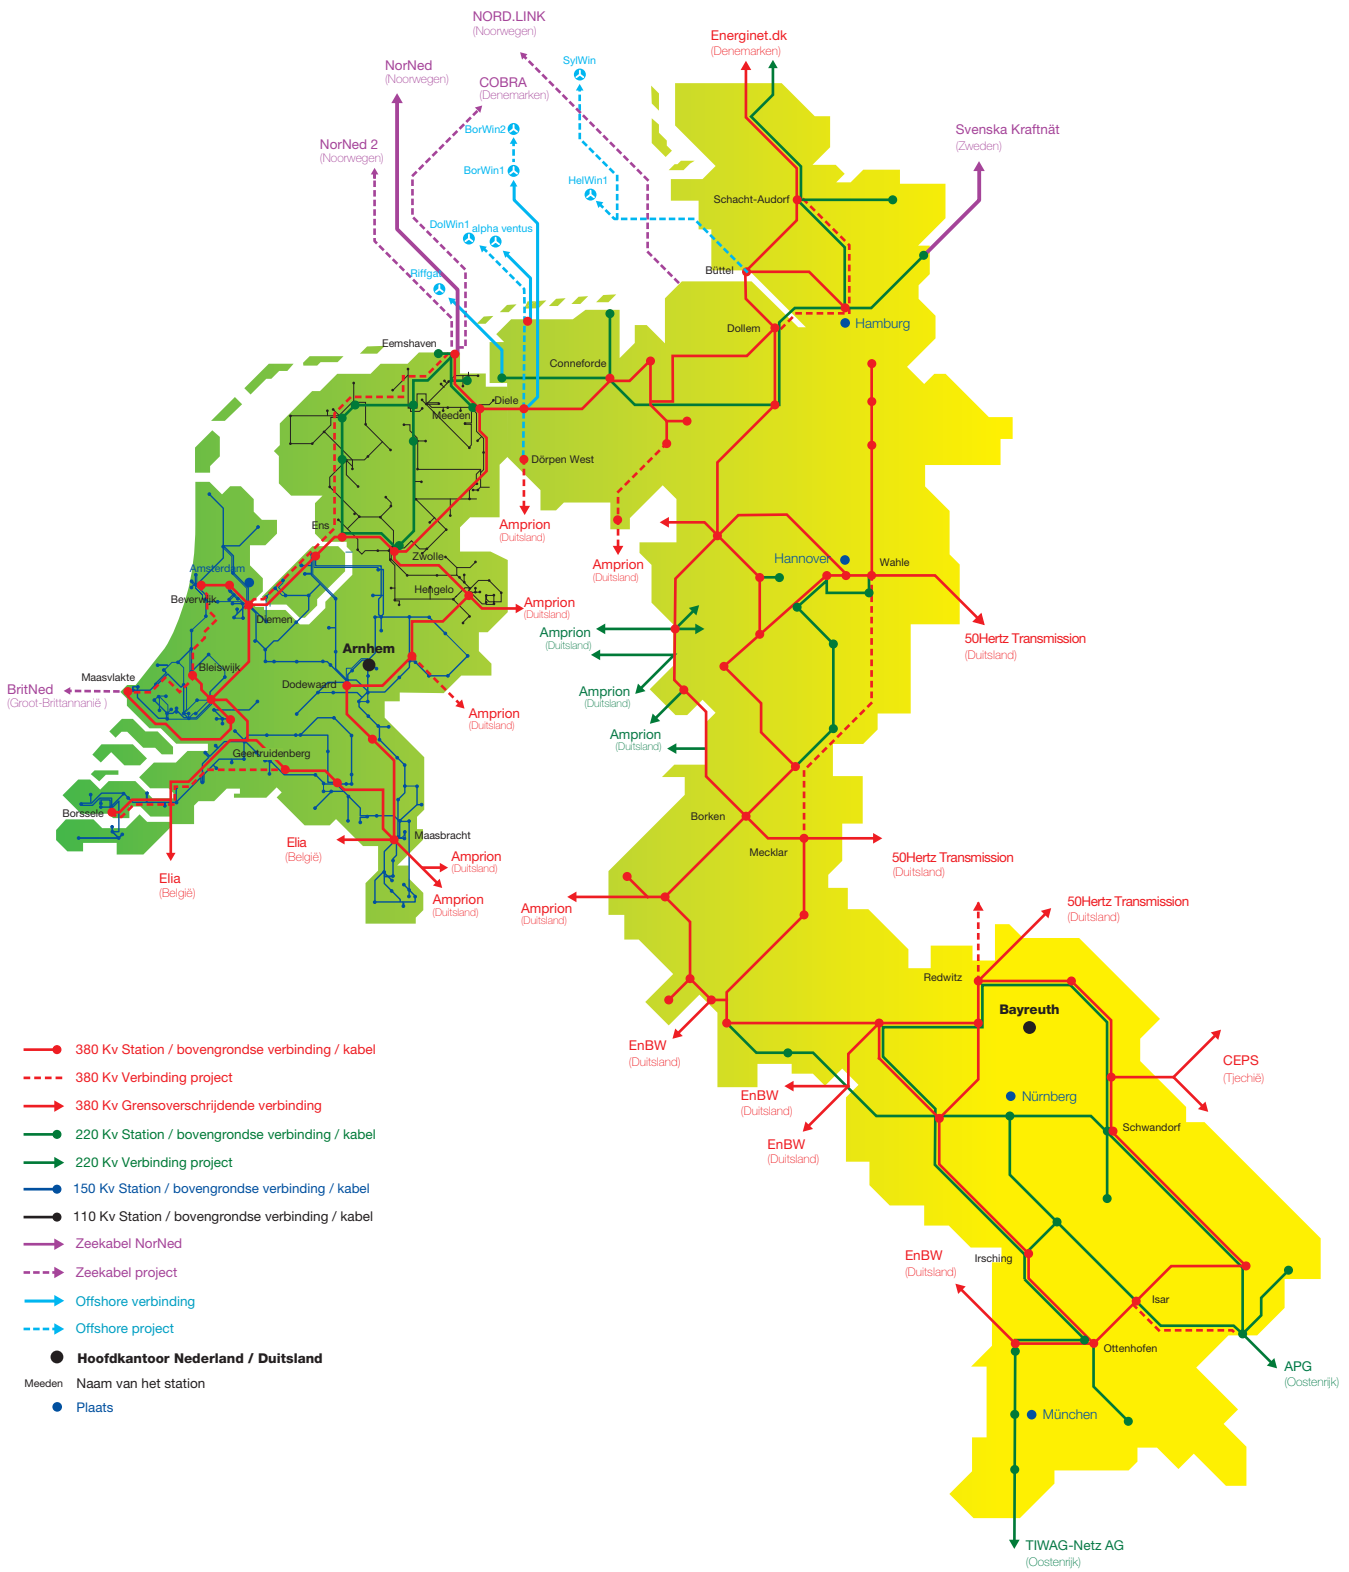 NORD.LINK
(Noorwegen)
Energinet.dk
(Denemarken)
SylWin
NorNed
(Noorwegen)
COBRA
(Denemarken)
BorWin2
Svenska Kraftnät
(Zweden)
NorNed 2
(Noorwegen)
BorWin1
HelWin1
Schacht-Audorf
DolWin1
alpha ventus
Riffgat
Büttel
Hamburg
Dollem
Eemshaven
Conneforde
Diele
Meeden
Dörpen West
Ens
Amprion
(Duitsland)
Zwolle
Amprion
(Duitsland)
Hannover
Wahle
Amsterdam
Hengelo
Beverwijk
Diemen
Amprion
(Duitsland)
Amprion
(Duitsland)
50Hertz Transmission
(Duitsland)
Arnhem
Bleiswijk
Maasvlakte
Dodewaard
BritNed
(Groot-Brittannanië )
Amprion
(Duitsland)
Amprion
(Duitsland)
Amprion
(Duitsland)
Geertruidenberg
Borssele
Borken
Maasbracht
Mecklar
Elia
(België)
Amprion
(Duitsland)
50Hertz Transmission
(Duitsland)
Elia
(België)
Amprion
(Duitsland)
Amprion
(Duitsland)
50Hertz Transmission
(Duitsland)
Redwitz
Bayreuth
EnBW
(Duitsland)
CEPS
(Tjechië)
EnBW
(Duitsland)
Nürnberg
EnBW
(Duitsland)
Schwandorf
EnBW
(Duitsland)
Irsching
Isar
Ottenhofen
APG
(Oostenrijk)
München
TIWAG-Netz AG
(Oostenrijk)
380 Kv Station / bovengrondse verbinding / kabel
380 Kv Verbinding project
380 Kv Grensoverschrijdende verbinding
220 Kv Station / bovengrondse verbinding / kabel
220 Kv Verbinding project
150 Kv Station / bovengrondse verbinding / kabel
110 Kv Station / bovengrondse verbinding / kabel
Zeekabel NorNed
Zeekabel project
Offshore verbinding
Offshore project
Hoofdkantoor Nederland / Duitsland
Meeden Naam van het station
Plaats